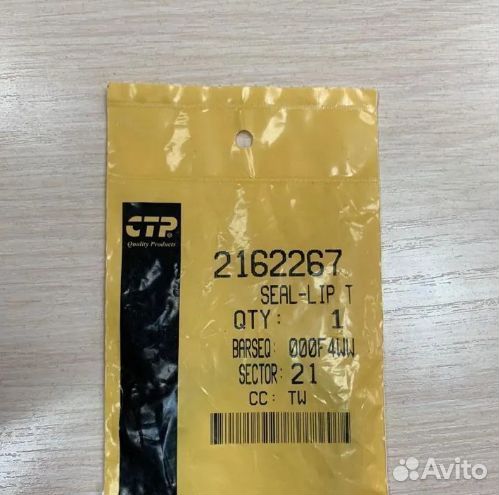 CTP®
Quality Products
2162267
SEAL-LIP T
QTY: 1
BARSEQ: 000F4WW
SECTOR: 21
CC: TW
Avito